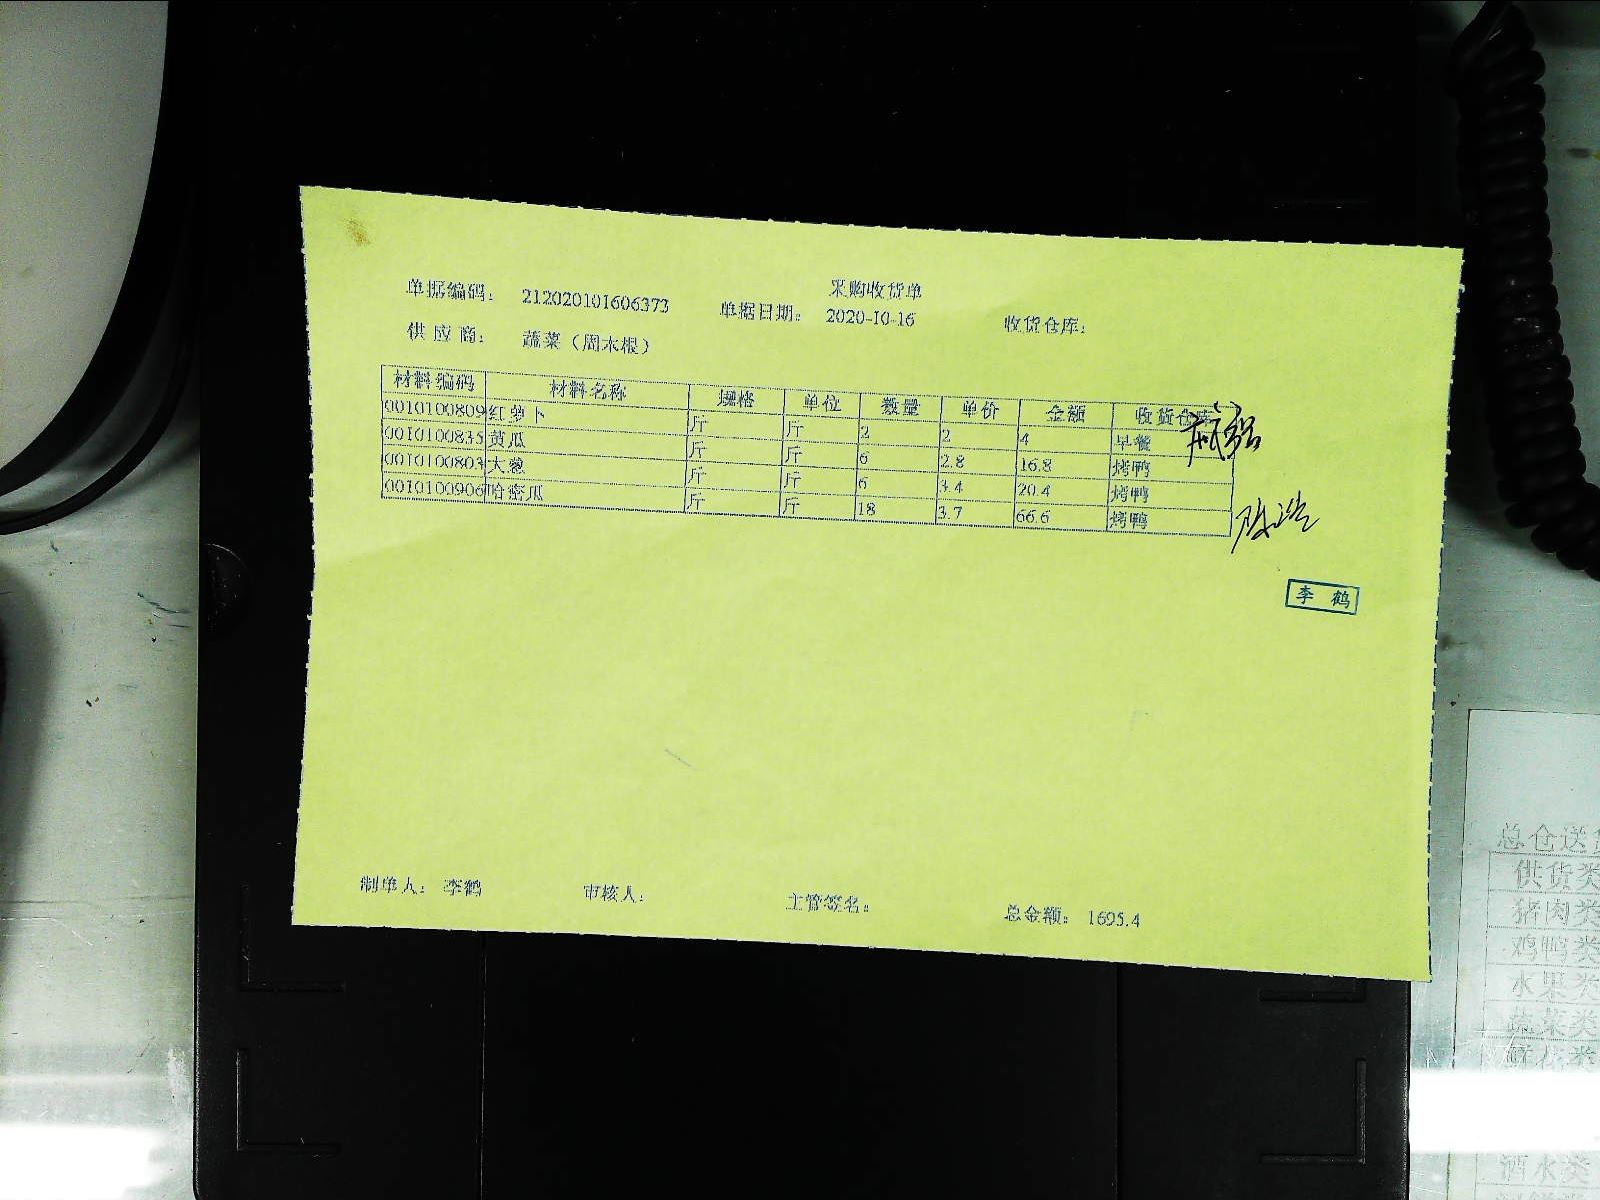 采购收货单
单据编码: 212020101606373 单据日期: 2020-10-16 收货仓库:
供应商: 蔬菜（周木根）
材料编码 材料名称 规格 单位 数量 单价 金额 收货仓库
0010100809 红萝卜 斤 斤 2 2 4 早餐
0010100835 黄瓜 斤 斤 6 2.8 16.8 烤鸭
0010100803 大葱 斤 斤 6 3.4 20.4 烤鸭
0010100906 哈密瓜 斤 斤 18 3.7 66.6 烤鸭
李鹤
制单人: 李鹤 审核人: 主管签名: 总金额: 1695.4
总仓送货
供货类
猪肉类
鸡鸭类
水果类
蔬菜类
鲜花类
酒水类